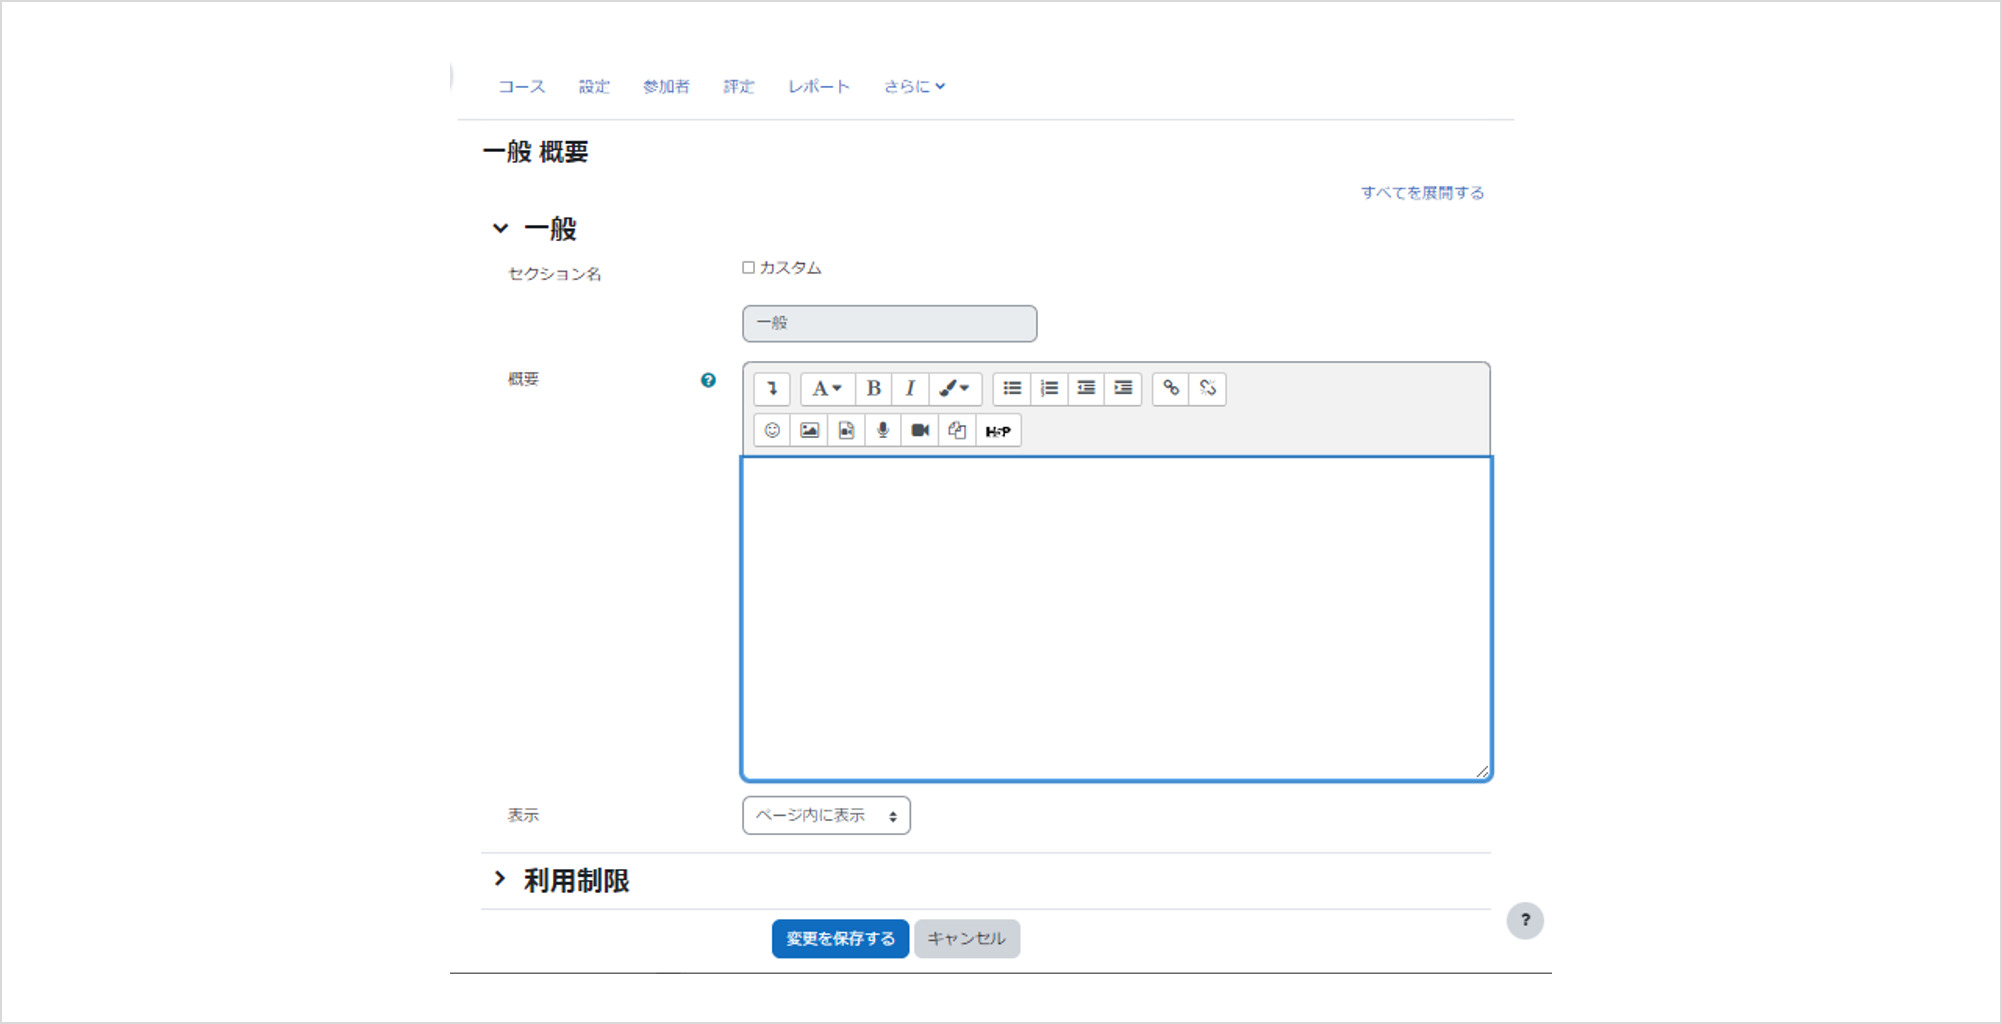 コース 設定 参加者 評定 レポート さらに
一般 概要
すべてを展開する
一般
セクション名
カスタム
一般
概要
?
A B I
H5P
表示
ページ内に表示
利用制限
?
変更を保存する キャンセル